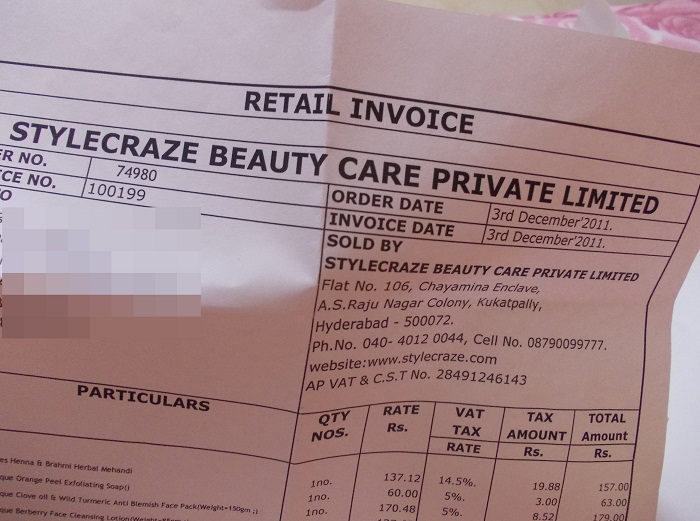 RETAIL INVOICE
STYLECRAZE BEAUTY CARE PRIVATE LIMITED
ER NO. 74980
CE NO. 100199
O
ORDER DATE 3rd December'2011.
INVOICE DATE 3rd December'2011.
SOLD BY
STYLECRAZE BEAUTY CARE PRIVATE LIMITED
Flat No. 106, Chayamina Enclave,
A.S.Raju Nagar Colony, Kukatpally,
Hyderabad - 500072.
Ph.No. 040- 4012 0044, Cell No. 08790099777.
website:www.stylecraze.com
AP VAT & C.S.T No. 28491246143
PARTICULARS QTY NOS. RATE Rs. VAT TAX RATE TAX AMOUNT Rs. TOTAL Amount Rs.
es Henna & Brahmi Herbal Mehandi 1no. 137.12 14.5% 19.88 157.00
que Orange Peel Exfoliating Soap() 1no. 60.00 5%. 3.00 63.00
que Clove oil & Wild Turmeric Anti Blemish Face Pack(Weight=150gm ;) 1no. 170.48 5%. 8.52 179.00
que Berberry Face Cleansing Lotion